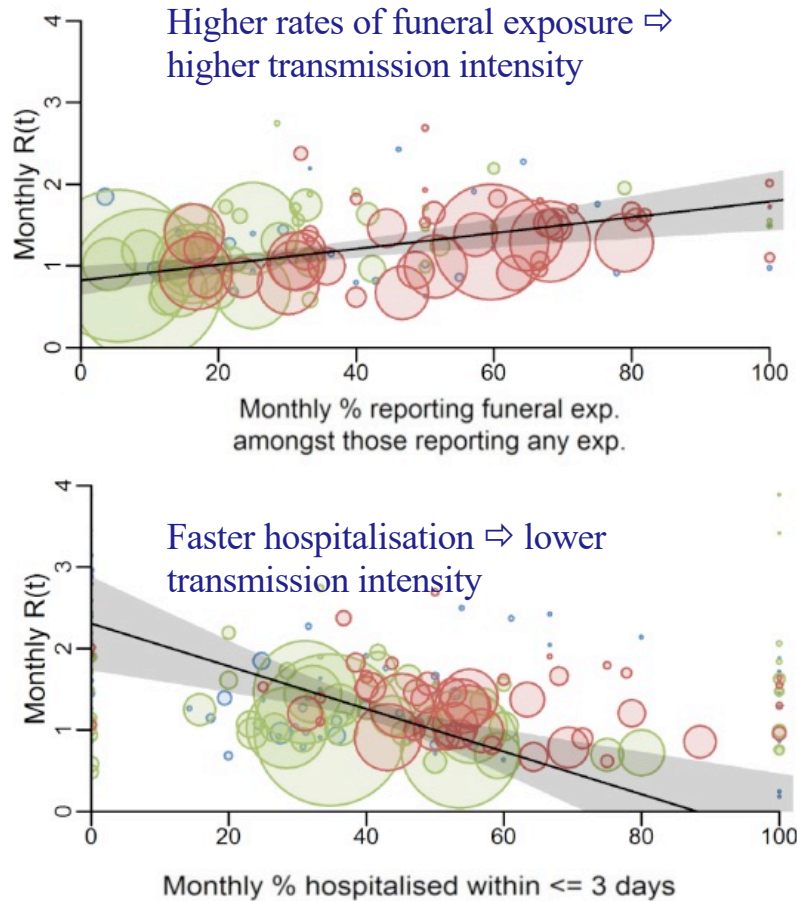 Higher rates of funeral exposure ⇨
higher transmission intensity
Monthly R(t)
4
3
2
1
0
0 20 40 60 80 100
Monthly % reporting funeral exp.
amongst those reporting any exp.
Faster hospitalisation ⇨ lower
transmission intensity
Monthly R(t)
4
3
2
1
0
0 20 40 60 80 100
Monthly % hospitalised within <= 3 days